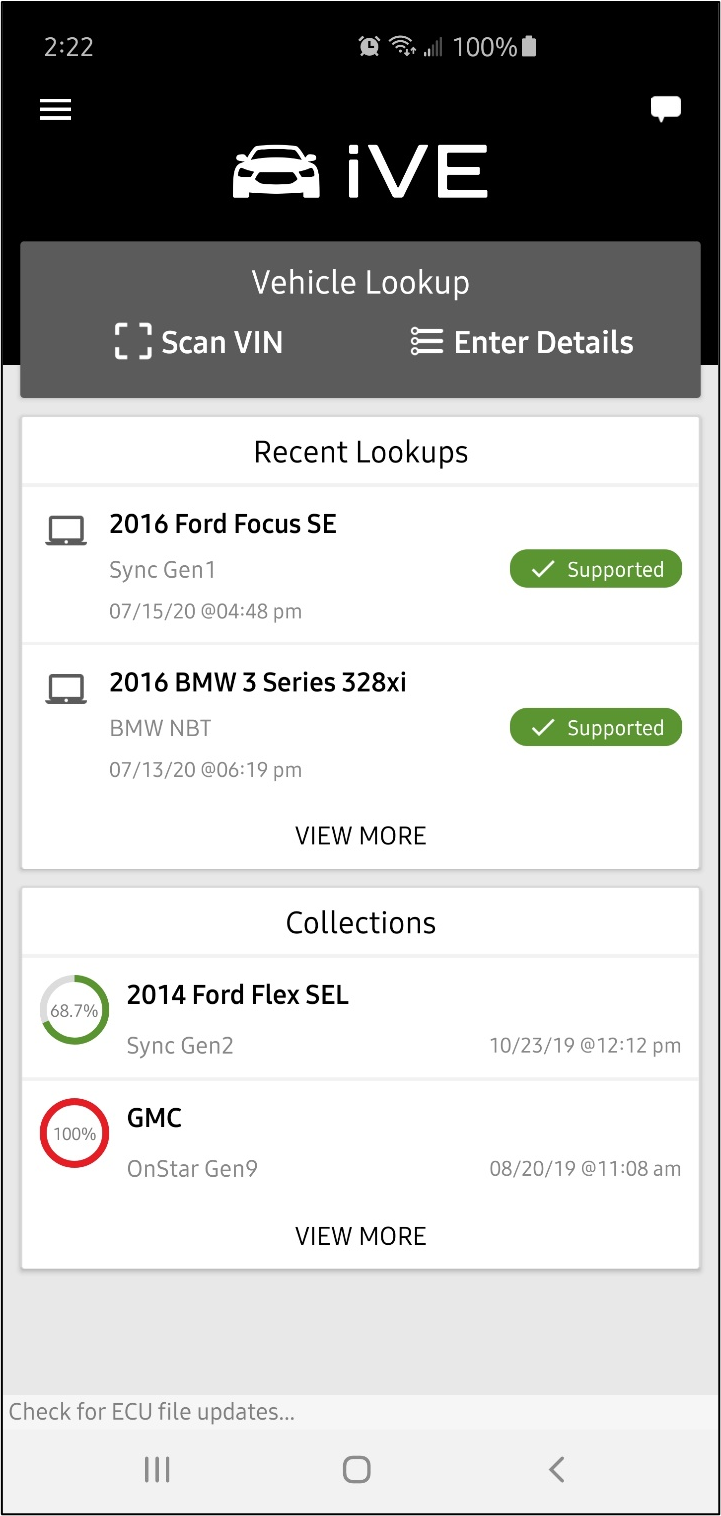 2:22 100%
iVE
Vehicle Lookup
Scan VIN Enter Details
Recent Lookups
2016 Ford Focus SE
Sync Gen1
Supported
07/15/20 @04:48 pm
2016 BMW 3 Series 328xi
BMW NBT
Supported
07/13/20 @06:19 pm
VIEW MORE
Collections
2014 Ford Flex SEL
68.7%
Sync Gen2 10/23/19 @12:12 pm
GMC
100%
OnStar Gen9 08/20/19 @11:08 am
VIEW MORE
Check for ECU file updates...